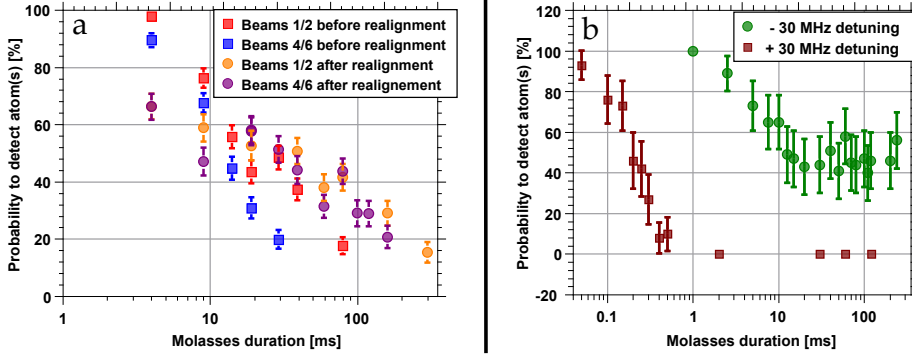 a
Beams 1/2 before realignment
Beams 4/6 before realignment
Beams 1/2 after realignment
Beams 4/6 after realignement
Probability to detect atom(s) [%]
100
80
60
40
20
0
1
10
100
Molasses duration [ms]
b
- 30 MHz detuning
+ 30 MHz detuning
Probability to detect atom(s) [%]
120
100
80
60
40
20
0
-20
0.1
1
10
100
Molasses duration [ms]